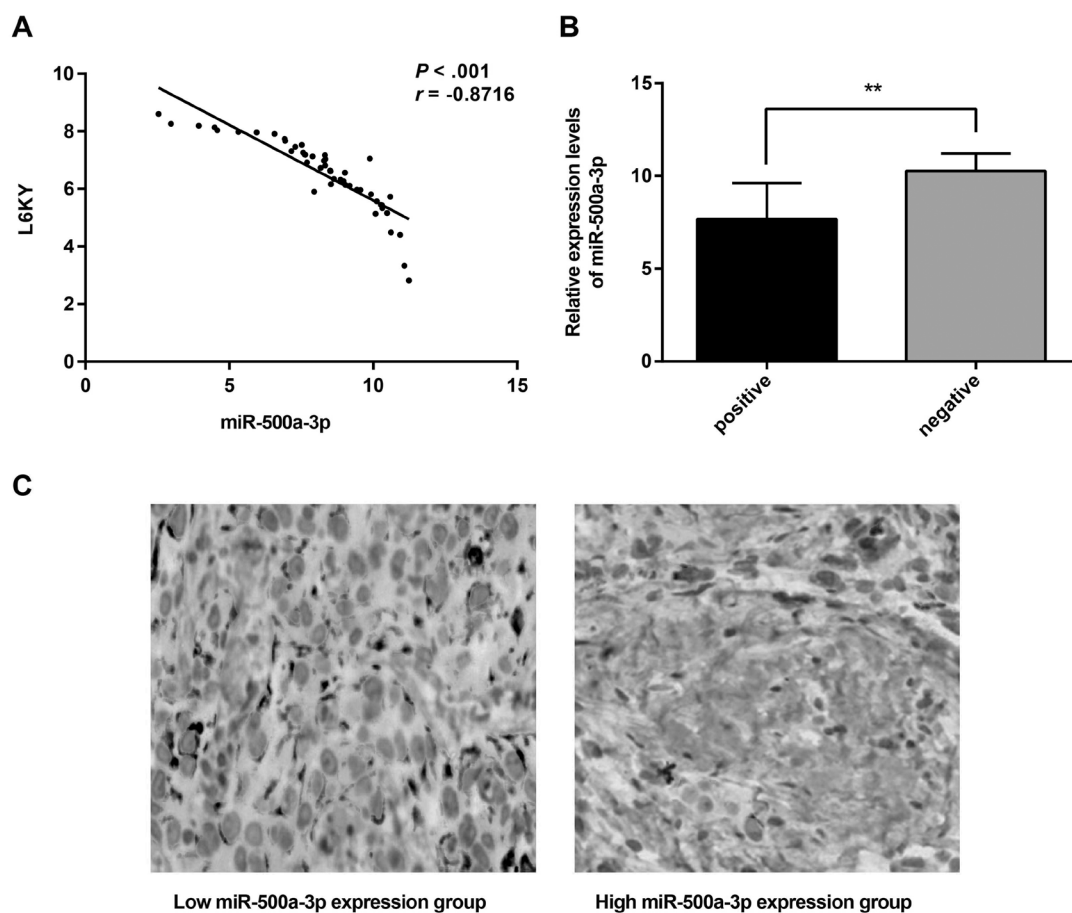 A
P < .001
r = -0.8716
L6KY
10
8
6
4
2
0
0 5 10 15
miR-500a-3p
B
**
Relative expression levels
of miR-500a-3p
15
10
5
0
positive
negative
C
Low miR-500a-3p expression group
High miR-500a-3p expression group